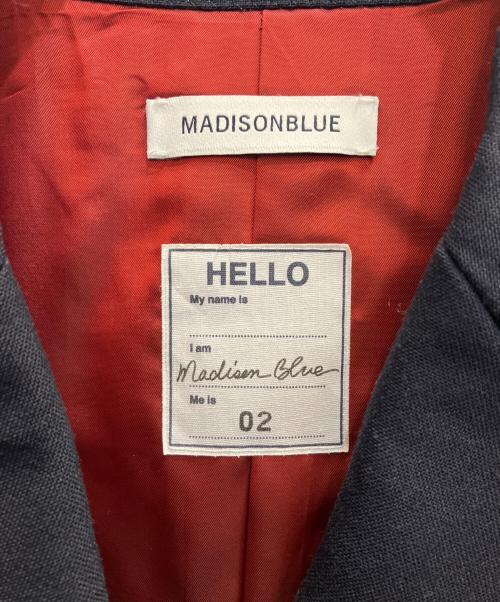 MADISONBLUE
HELLO
My name is
I am
Madison Blue
Me is
02